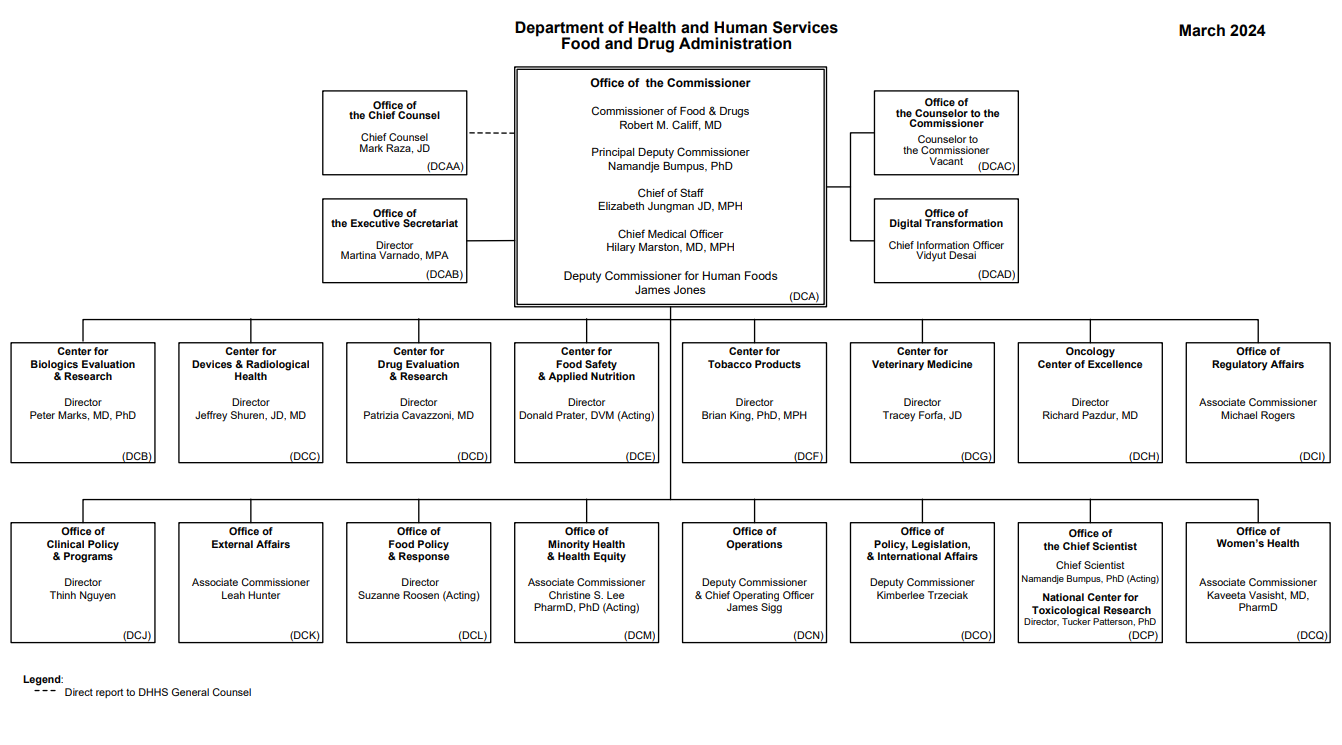 Department of Health and Human Services
Food and Drug Administration
March 2024
Office of the Commissioner
Commissioner of Food & Drugs
Robert M. Califf, MD
Principal Deputy Commissioner
Namandje Bumpus, PhD
Chief of Staff
Elizabeth Jungman JD, MPH
Chief Medical Officer
Hilary Marston, MD, MPH
Deputy Commissioner for Human Foods
James Jones
(DCA)
Office of
the Chief Counsel
Chief Counsel
Mark Raza, JD
(DCAA)
Office of
the Executive Secretariat
Director
Martina Varnado, MPA
(DCAB)
Office of
the Counselor to the
Commissioner
Counselor to
the Commissioner
Vacant
(DCAC)
Office of
Digital Transformation
Chief Information Officer
Vidyut Desai
(DCAD)
Center for
Biologics Evaluation
& Research
Director
Peter Marks, MD, PhD
(DCB)
Center for
Devices & Radiological
Health
Director
Jeffrey Shuren, JD, MD
(DCC)
Center for
Drug Evaluation
& Research
Director
Patrizia Cavazzoni, MD
(DCD)
Center for
Food Safety
& Applied Nutrition
Director
Donald Prater, DVM (Acting)
(DCE)
Center for
Tobacco Products
Director
Brian King, PhD, MPH
(DCF)
Center for
Veterinary Medicine
Director
Tracey Forfa, JD
(DCG)
Oncology
Center of Excellence
Director
Richard Pazdur, MD
(DCH)
Office of
Regulatory Affairs
Associate Commissioner
Michael Rogers
(DCI)
Office of
Clinical Policy
& Programs
Director
Thinh Nguyen
(DCJ)
Office of
External Affairs
Associate Commissioner
Leah Hunter
(DCK)
Office of
Food Policy
& Response
Director
Suzanne Roosen (Acting)
(DCL)
Office of
Minority Health
& Health Equity
Associate Commissioner
Christine S. Lee
PharmD, PhD (Acting)
(DCM)
Office of
Operations
Deputy Commissioner
& Chief Operating Officer
James Sigg
(DCN)
Office of
Policy, Legislation,
& International Affairs
Deputy Commissioner
Kimberlee Trzeciak
(DCO)
Office of
the Chief Scientist
Chief Scientist
Namandje Bumpus, PhD (Acting)
National Center for
Toxicological Research
Director, Tucker Patterson, PhD
(DCP)
Office of
Women's Health
Associate Commissioner
Kaveeta Vasisht, MD,
PharmD
(DCQ)
Legend:
Direct report to DHHS General Counsel